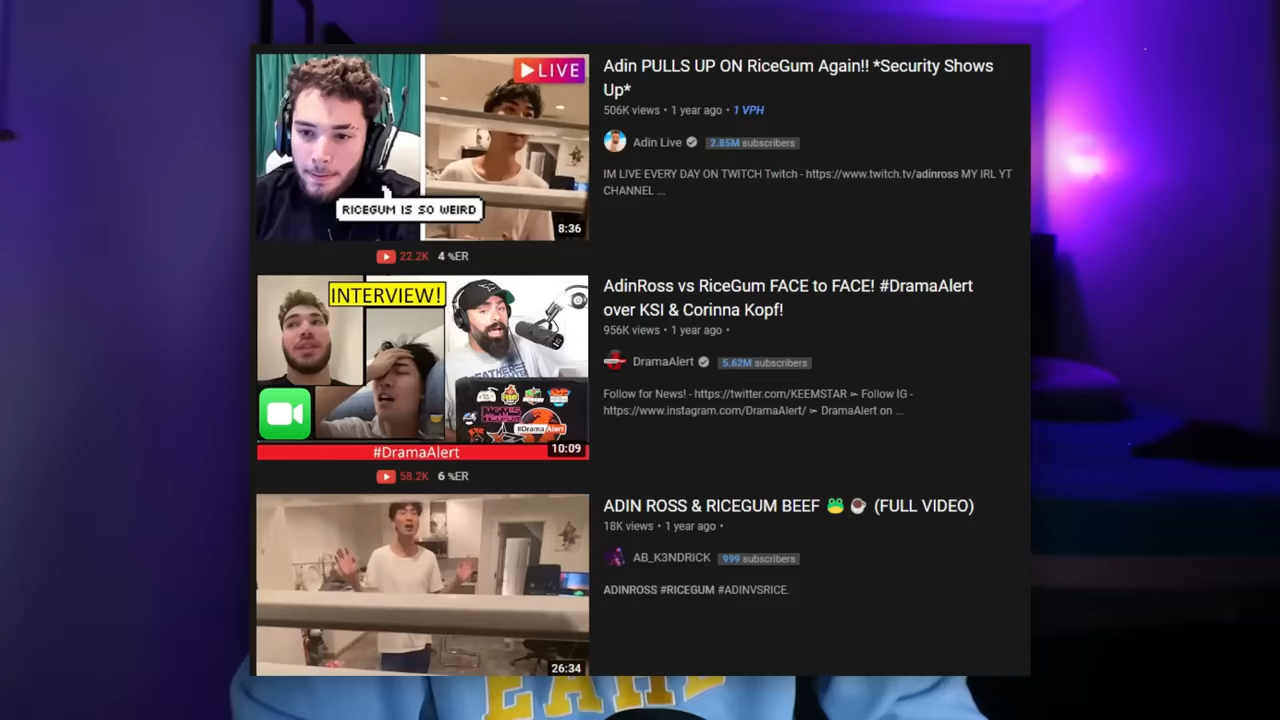 LIVE
RICEGUM IS SO WEIRD
8:36
22.2K 4 %ER
Adin PULLS UP ON RiceGum Again!! *Security Shows
Up*
506K views • 1 year ago • 1 VPH
Adin Live 2.85M subscribers
IM LIVE EVERY DAY ON TWITCH Twitch - https://www.twitch.tv/adinross MY IRL YT
CHANNEL ...
INTERVIEW!
#DramaAlert
#DramaAlert
10:09
58.2K 6 %ER
AdinRoss vs RiceGum FACE to FACE! #DramaAlert
over KSI & Corinna Kopf!
956K views • 1 year ago •
DramaAlert 5.62M subscribers
Follow for News! - https://twitter.com/KEEMSTAR ➢ Follow IG -
https://www.instagram.com/DramaAlert/ ➢ DramaAlert on ...
26:34
ADIN ROSS & RICEGUM BEEF 🐸 ☕ (FULL VIDEO)
18K views • 1 year ago •
AB_K3NDRICK 999 subscribers
ADINROSS #RICEGUM #ADINVSRICE.